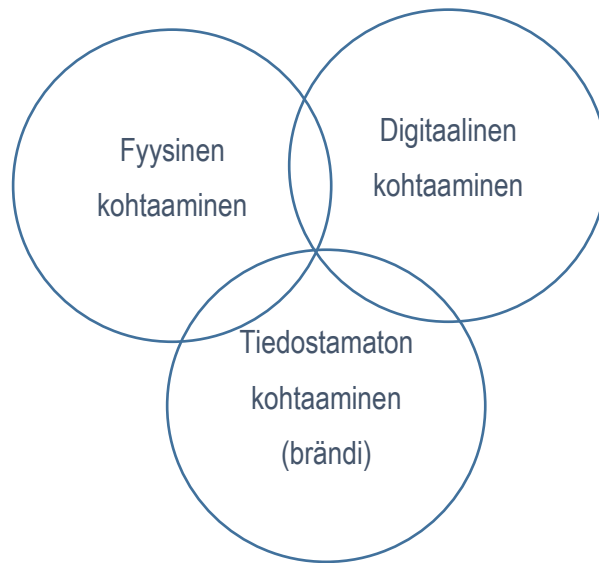 Fyysinen
kohtaaminen
Digitaalinen
kohtaaminen
Tiedostamaton
kohtaaminen
(brändi)